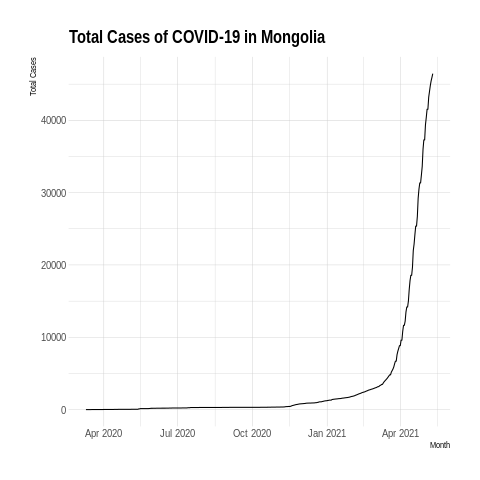 Total Cases of COVID-19 in Mongolia
Total Cases
40000
30000
20000
10000
0
Apr 2020 Jul 2020 Oct 2020 Jan 2021 Apr 2021
Month